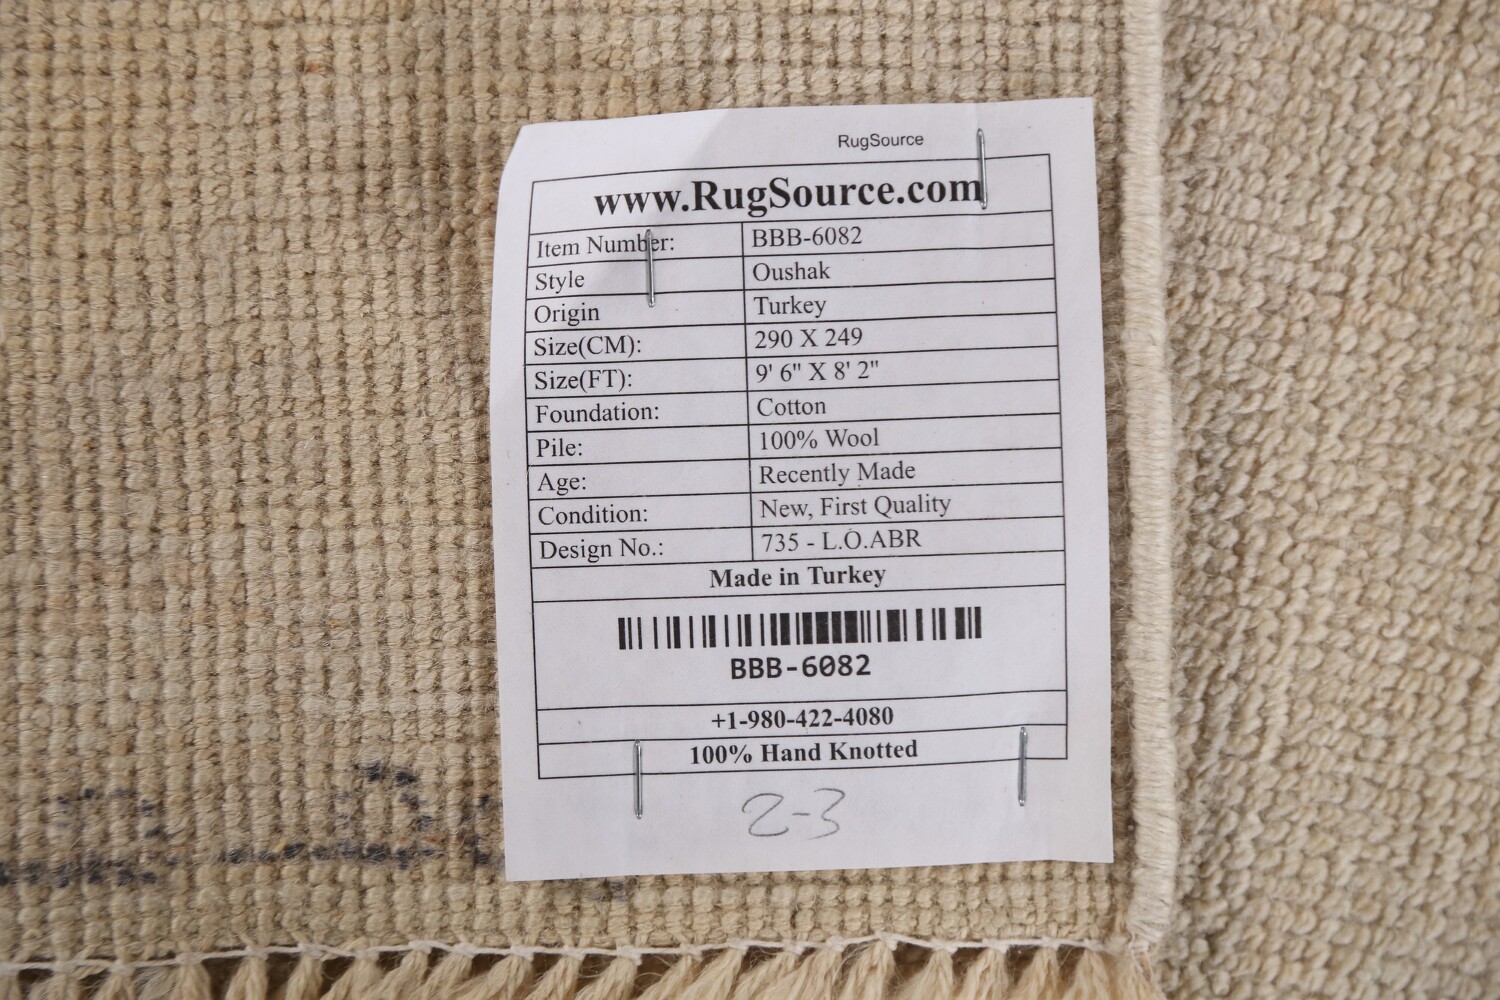 RugSource
www.RugSource.com
Item Number: BBB-6082
Style Oushak
Origin Turkey
Size(CM): 290 X 249
Size(FT): 9' 6" X 8' 2"
Foundation: Cotton
Pile: 100% Wool
Age: Recently Made
Condition: New, First Quality
Design No.: 735 - L.O.ABR
Made in Turkey
BBB-6082
+1-980-422-4080
100% Hand Knotted
2-3